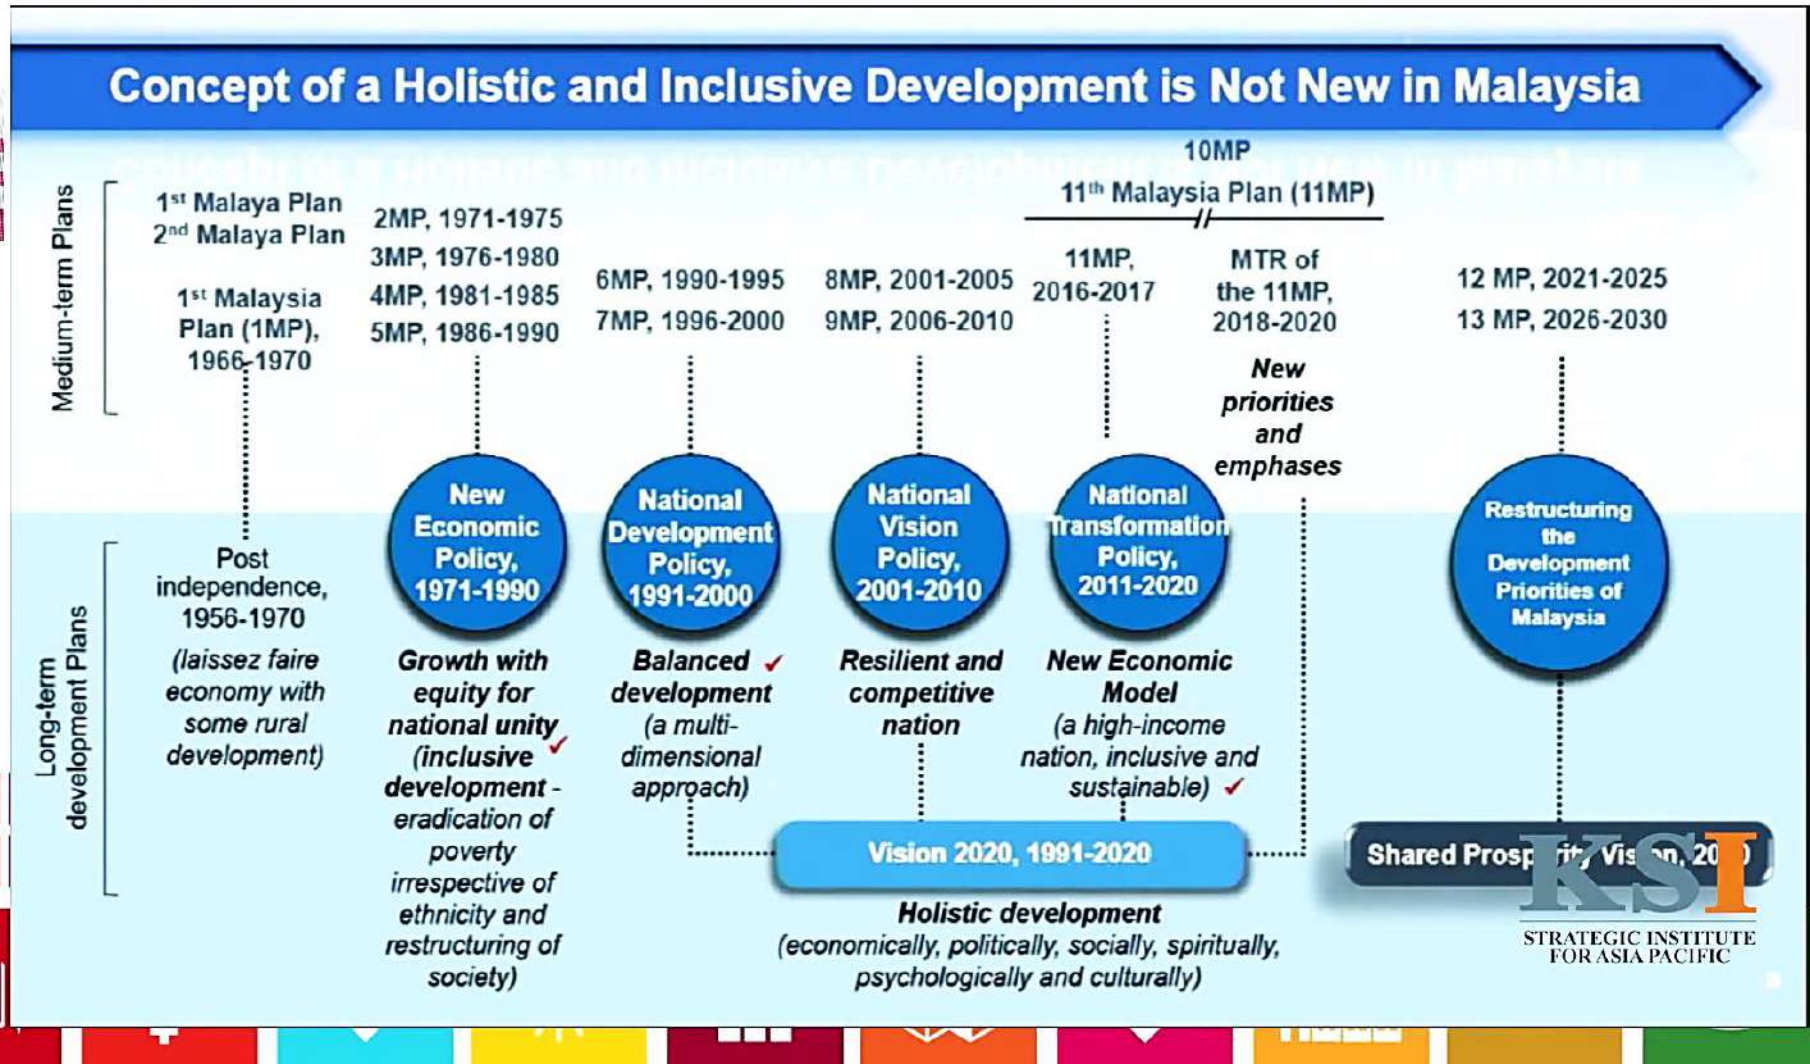 Concept of a Holistic and Inclusive Development is Not New in Malaysia
Medium-term Plans
1st Malaya Plan
2nd Malaya Plan
1st Malaysia
Plan (1MP),
1966-1970
2MP, 1971-1975
3MP, 1976-1980
4MP, 1981-1985
5MP, 1986-1990
6MP, 1990-1995
7MP, 1996-2000
8MP, 2001-2005
9MP, 2006-2010
10MP
11th Malaysia Plan (11MP)
11MP,
2016-2017
MTR of
the 11MP,
2018-2020
New
priorities
and
emphases
12 MP, 2021-2025
13 MP, 2026-2030
Long-term
development Plans
Post
independence,
1956-1970
(laissez faire
economy with
some rural
development)
New
Economic
Policy,
1971-1990
Growth with
equity for
national unity
(inclusive
development -
eradication of
poverty
irrespective of
ethnicity and
restructuring of
society)
National
Development
Policy,
1991-2000
Balanced
development
(a multi-
dimensional
approach)
National
Vision
Policy,
2001-2010
Resilient and
competitive
nation
National
Transformation
Policy,
2011-2020
New Economic
Model
(a high-income
nation, inclusive and
sustainable)
Vision 2020, 1991-2020
Holistic development
(economically, politically, socially, spiritually,
psychologically and culturally)
Restructuring
the
Development
Priorities of
Malaysia
Shared Prosperity Vision,
KSI
STRATEGIC INSTITUTE
FOR ASIA PACIFIC